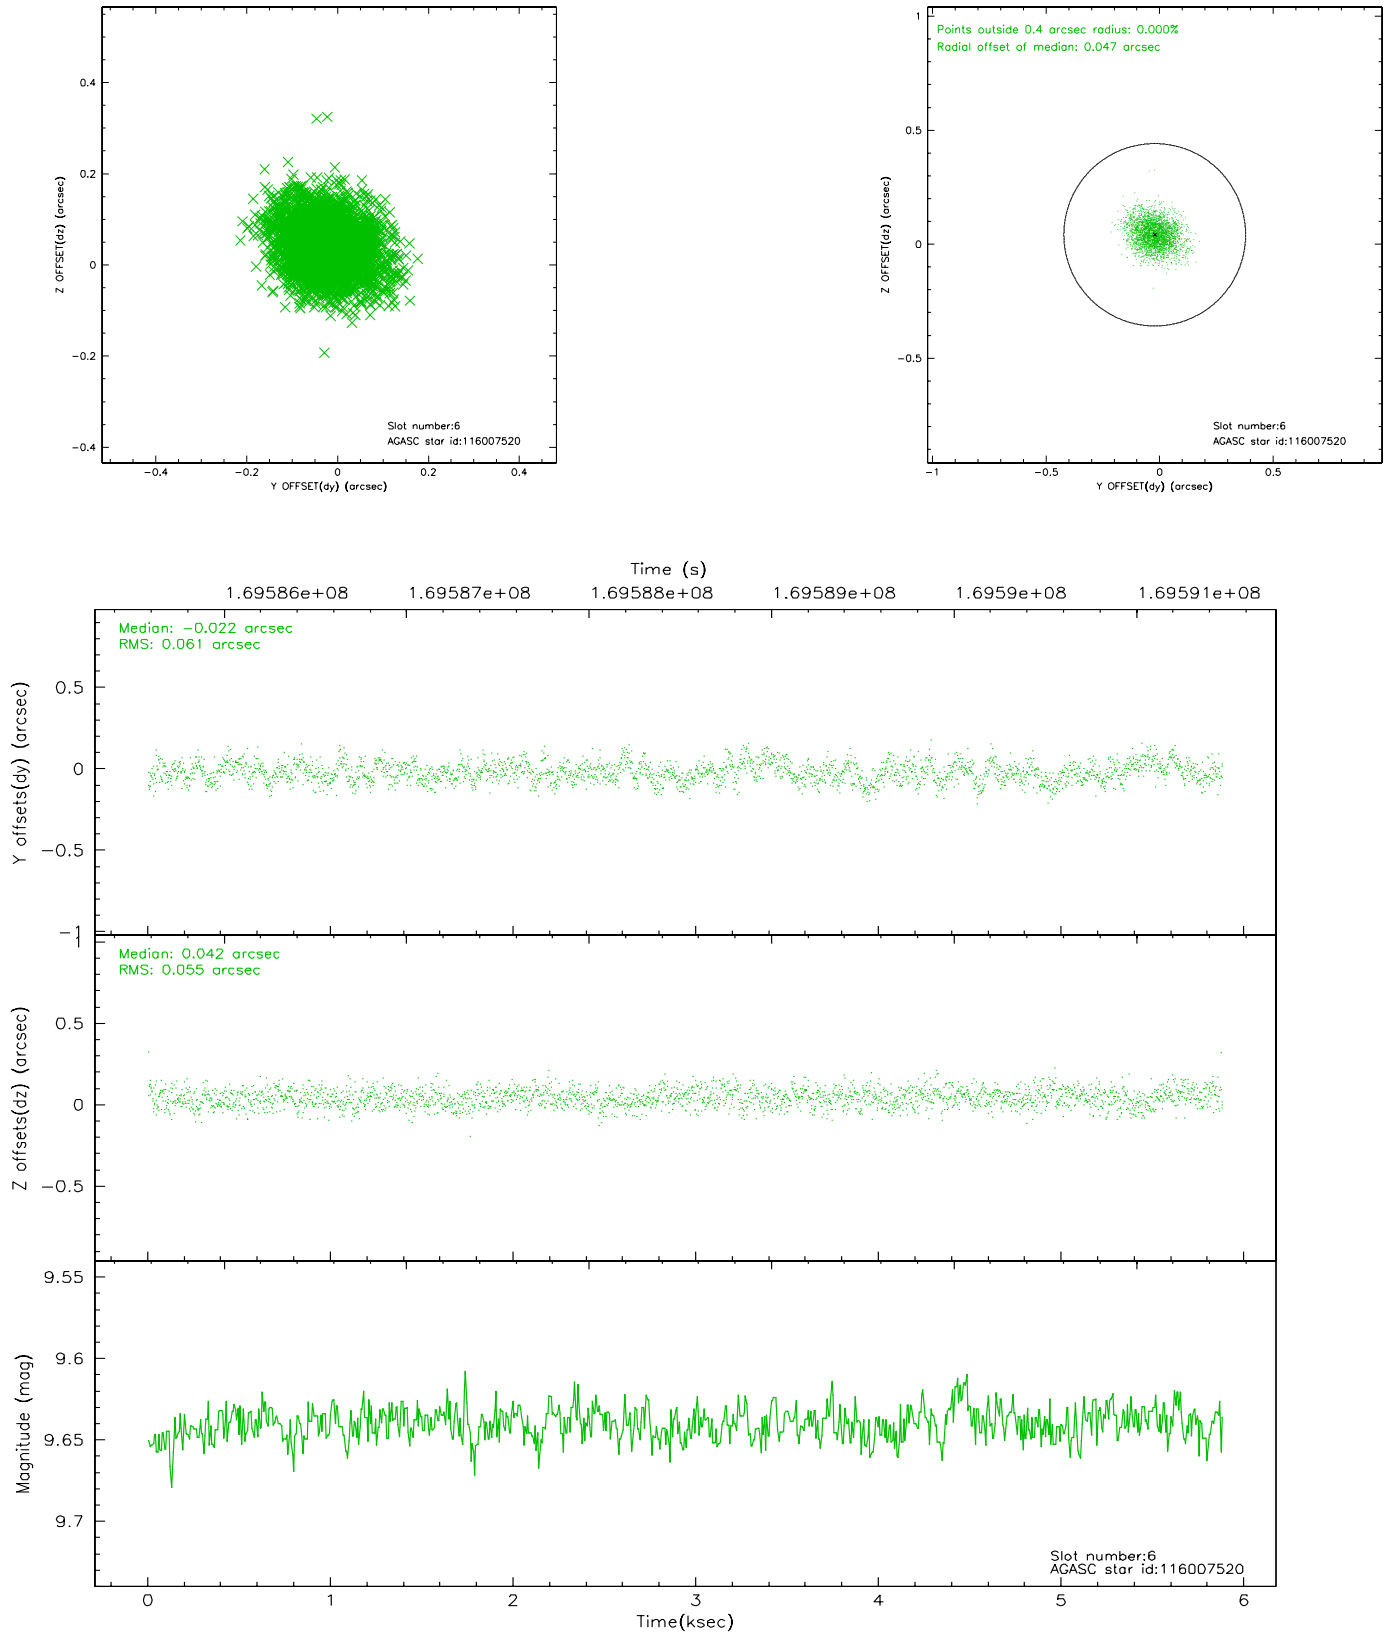 0.4
0.2
0
−0.2
−0.4
Z OFFSET(dz) (arcsec)
−0.4 −0.2 0 0.2 0.4
Y OFFSET(dy) (arcsec)
Slot number:6
AGASC star id:116007520
Points outside 0.4 arcsec radius: 0.000%
Radial offset of median: 0.047 arcsec
1
0.5
0
−0.5
Z OFFSET(dz) (arcsec)
−1 −0.5 0 0.5
Y OFFSET(dy) (arcsec)
Slot number:6
AGASC star id:116007520
Time (s)
1.69586e+08 1.69587e+08 1.69588e+08 1.69589e+08 1.6959e+08 1.69591e+08
Median: −0.022 arcsec
RMS: 0.061 arcsec
0.5
0
−0.5
−1
Y offsets(dy) (arcsec)
Median: 0.042 arcsec
RMS: 0.055 arcsec
1
0.5
0
−0.5
Z offsets(dz) (arcsec)
9.55
9.6
9.65
9.7
Magnitude (mag)
Slot number:6
AGASC star id:116007520
0 1 2 3 4 5 6
Time(ksec)